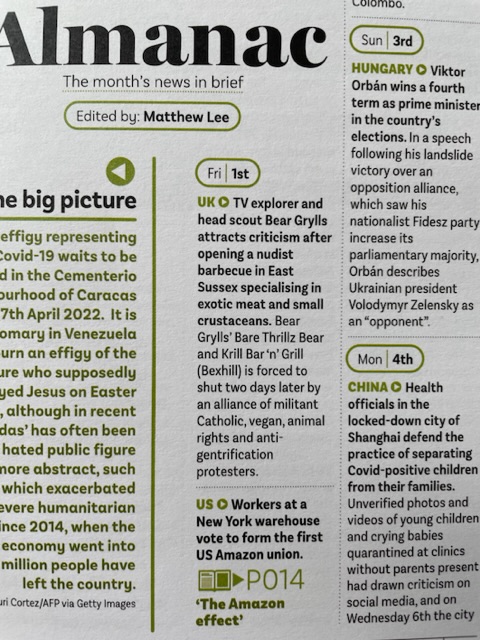 Almanac
The month's news in brief
Edited by: Matthew Lee
he big picture
effigy representing
Covid-19 waits to be
d in the Cementerio
ourhood of Caracas
7th April 2022. It is
omary in Venezuela
urn an effigy of the
ure who supposedly
yed Jesus on Easter
, although in recent
das' has often been
hated public figure
more abstract, such
which exacerbated
evere humanitarian
ince 2014, when the
economy went into
million people have
left the country.
uri Cortez/AFP via Getty Images
Fri | 1st
UK TV explorer and
head scout Bear Grylls
attracts criticism after
opening a nudist
barbecue in East
Sussex specialising in
exotic meat and small
crustaceans. Bear
Grylls' Bare Thrillz Bear
and Krill Bar 'n' Grill
(Bexhill) is forced to
shut two days later by
an alliance of militant
Catholic, vegan, animal
rights and anti-
gentrification
protesters.
US Workers at a
New York warehouse
vote to form the first
US Amazon union.
P014
'The Amazon
effect'
Colombo.
Sun | 3rd
HUNGARY Viktor
Orbán wins a fourth
term as prime minister
in the country's
elections. In a speech
following his landslide
victory over an
opposition alliance,
which saw his
nationalist Fidesz party
increase its
parliamentary majority,
Orbán describes
Ukrainian president
Volodymyr Zelensky as
an "opponent".
Mon | 4th
CHINA Health
officials in the
locked-down city of
Shanghai defend the
practice of separating
Covid-positive children
from their families.
Unverified photos and
videos of young children
and crying babies
quarantined at clinics
without parents present
had drawn criticism on
social media, and on
Wednesday 6th the city